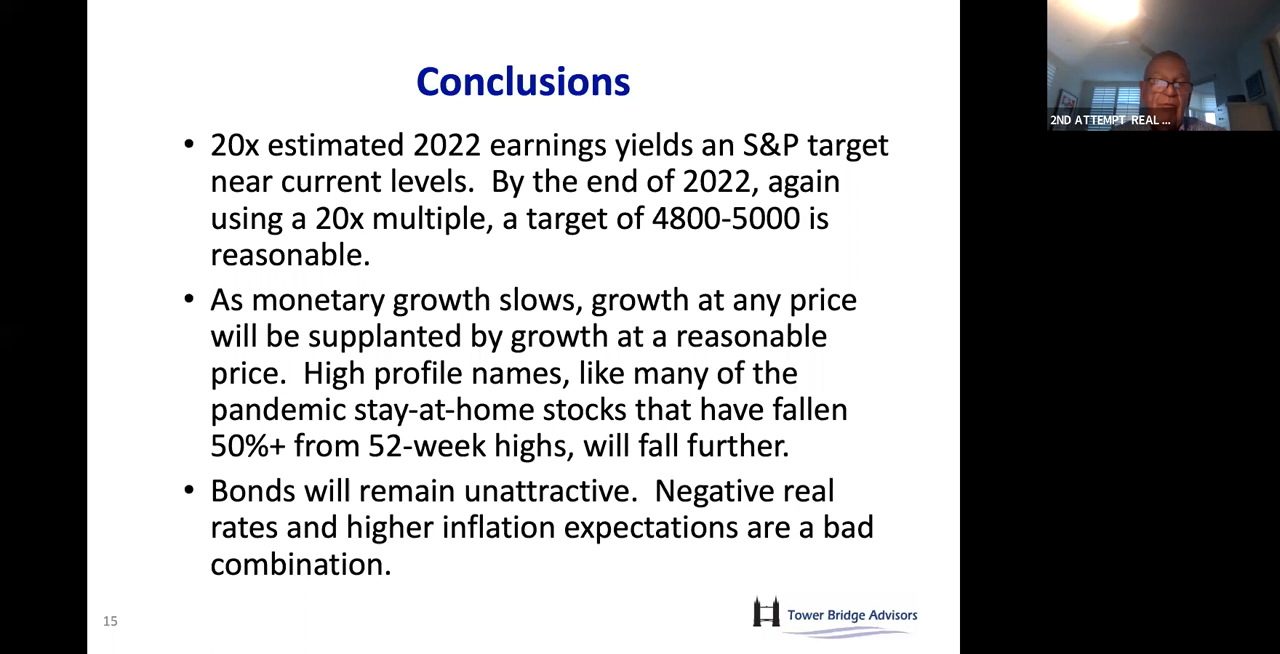 Conclusions
• 20x estimated 2022 earnings yields an S&P target
near current levels.  By the end of 2022, again
using a 20x multiple, a target of 4800-5000 is
reasonable.
• As monetary growth slows, growth at any price
will be supplanted by growth at a reasonable
price.  High profile names, like many of the
pandemic stay-at-home stocks that have fallen
50%+ from 52-week highs, will fall further.
• Bonds will remain unattractive.  Negative real
rates and higher inflation expectations are a bad
combination.
15
Tower Bridge Advisors
2ND ATTEMPT REAL ...